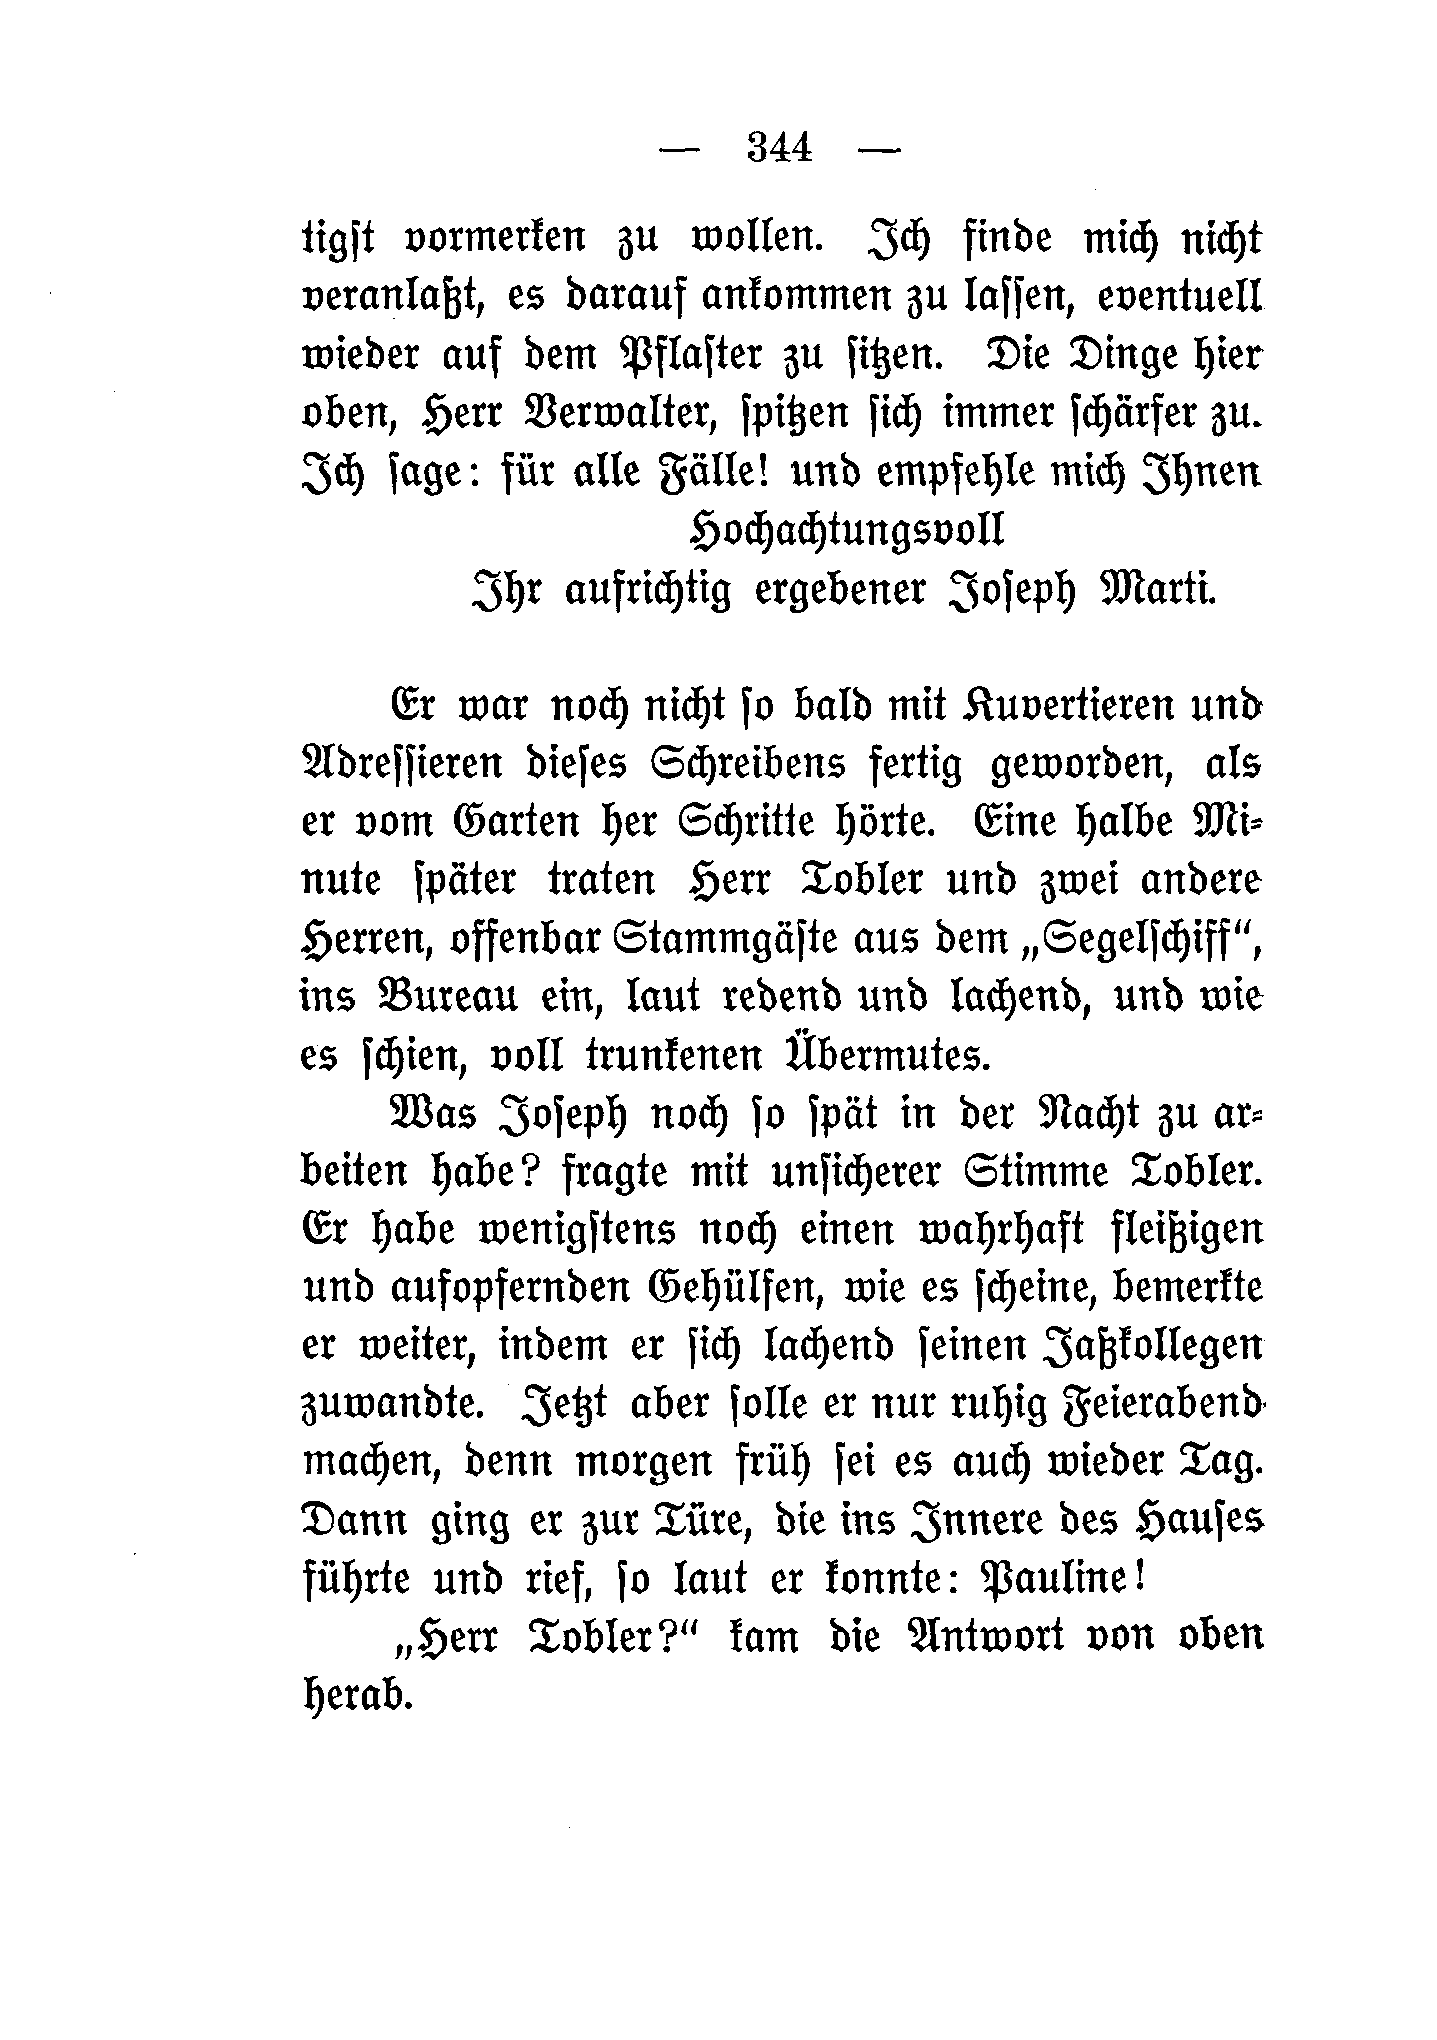 — 344 —
tigſt vormerken zu wollen. Ich finde mich nicht
veranlaßt, es darauf ankommen zu laſſen, eventuell
wieder auf dem Pflaſter zu ſitzen. Die Dinge hier
oben, Herr Verwalter, ſpitzen ſich immer ſchärfer zu.
Ich ſage: für alle Fälle! und empfehle mich Ihnen
Hochachtungsvoll
Ihr aufrichtig ergebener Joſeph Marti.
Er war noch nicht ſo bald mit Kuvertieren und
Adreſſieren dieſes Schreibens fertig geworden, als
er vom Garten her Schritte hörte. Eine halbe Mi-
nute ſpäter traten Herr Tobler und zwei andere
Herren, offenbar Stammgäſte aus dem „Segelſchiff“,
ins Bureau ein, laut redend und lachend, und wie
es ſchien, voll trunkenen Übermutes.
Was Joſeph noch ſo ſpät in der Nacht zu ar-
beiten habe? fragte mit unſicherer Stimme Tobler.
Er habe wenigſtens noch einen wahrhaft fleißigen
und aufopfernden Gehülfen, wie es ſcheine, bemerkte
er weiter, indem er ſich lachend ſeinen Jaßkollegen
zuwandte. Jetzt aber ſolle er nur ruhig Feierabend
machen, denn morgen früh ſei es auch wieder Tag.
Dann ging er zur Türe, die ins Innere des Hauſes
führte und rief, ſo laut er konnte: Pauline!
„Herr Tobler?“ kam die Antwort von oben
herab.